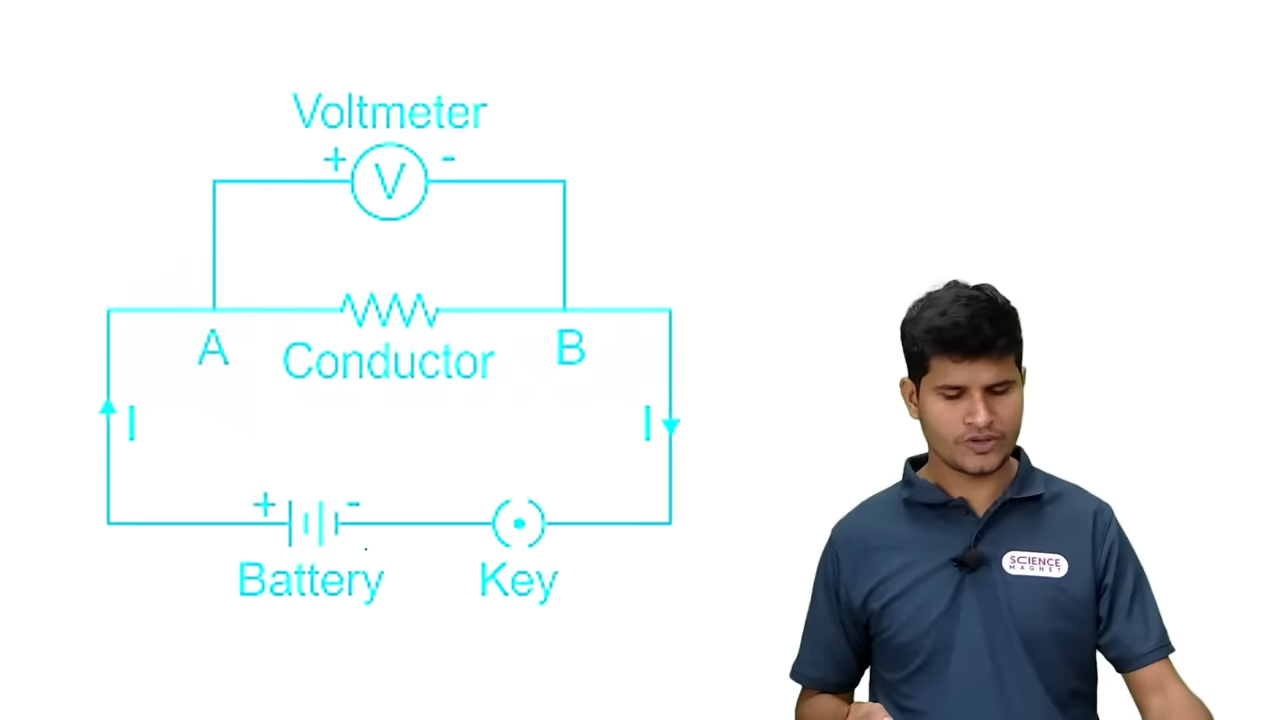 Voltmeter
+ V -
A Conductor B
I I
+ -
Battery Key
SCIENCE
MAGNET